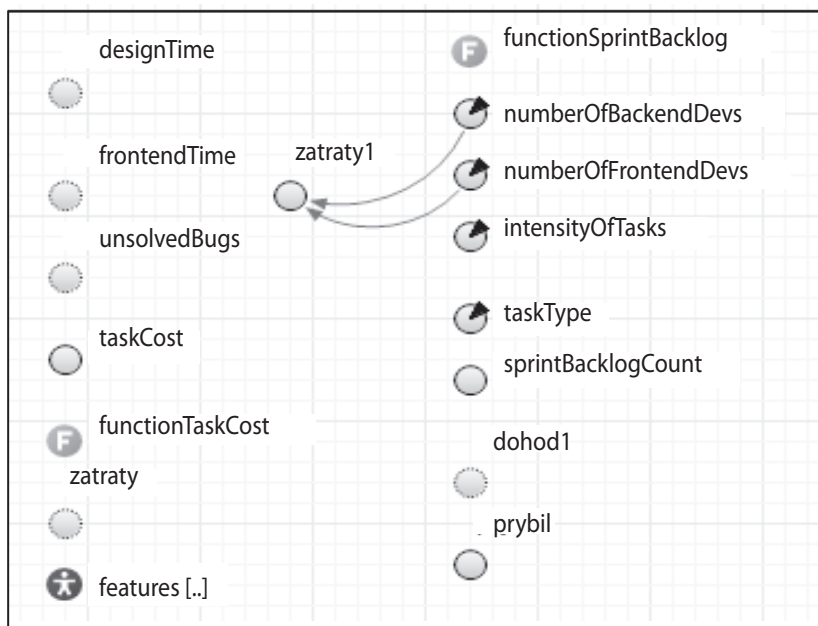 designTime
frontendTime
zatraty1
unsolvedBugs
taskCost
F functionTaskCost
zatraty
features [..]
F functionSprintBacklog
numberOfBackendDevs
numberOfFrontendDevs
intensityOfTasks
taskType
sprintBacklogCount
dohod1
prybil